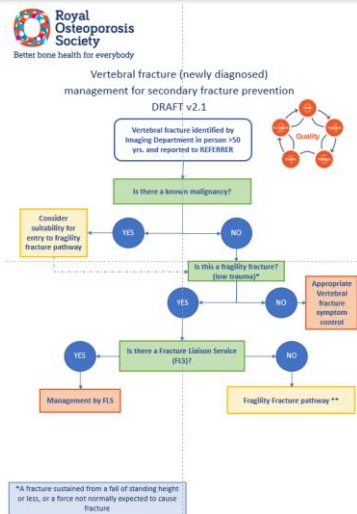 Royal
Osteoporosis
Society
Better bone health for everybody
Vertebral fracture (newly diagnosed)
management for secondary fracture prevention
DRAFT v2.1
Vertebral fracture identified by
Imaging Department in person >50
yrs. and reported to REFERRER
Quality
Is there a known malignancy?
Consider
suitability for
entry to fragility
fracture pathway
YES
NO
Is this a fragility fracture?
(low trauma)*
YES
NO
Appropriate
Vertebral
fracture
symptom
control
YES
Is there a Fracture Liaison Service
(FLS)?
NO
Management by FLS
Fragility Fracture pathway **
*A fracture sustained from a fall of standing height
or less, or a force not normally expected to cause
fracture